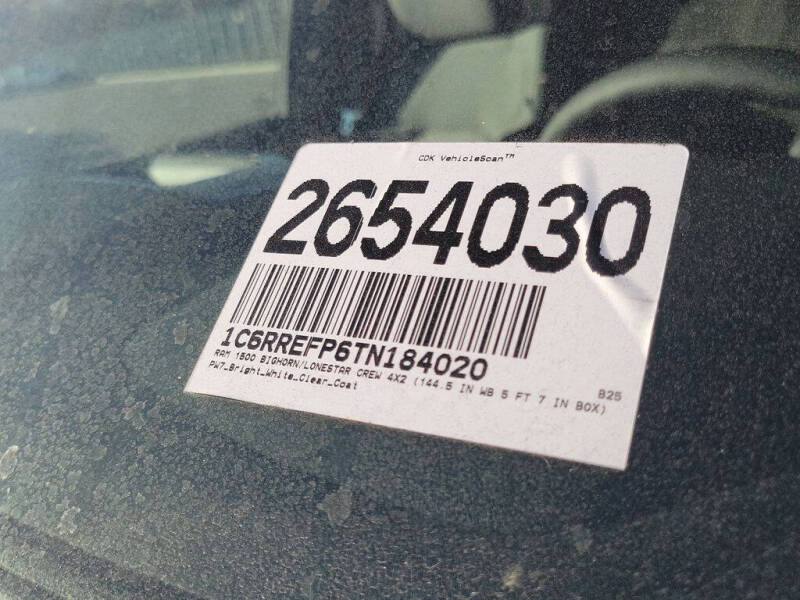 CDK VehicleScan™
2654030
1C6RREFP6TN184020
RAM 1500 BIGHORN/LONESTAR CREW 4X2 (144.5 IN WB 5 FT 7 IN BOX)
PW7_Bright_White_Clear_Coat
B25